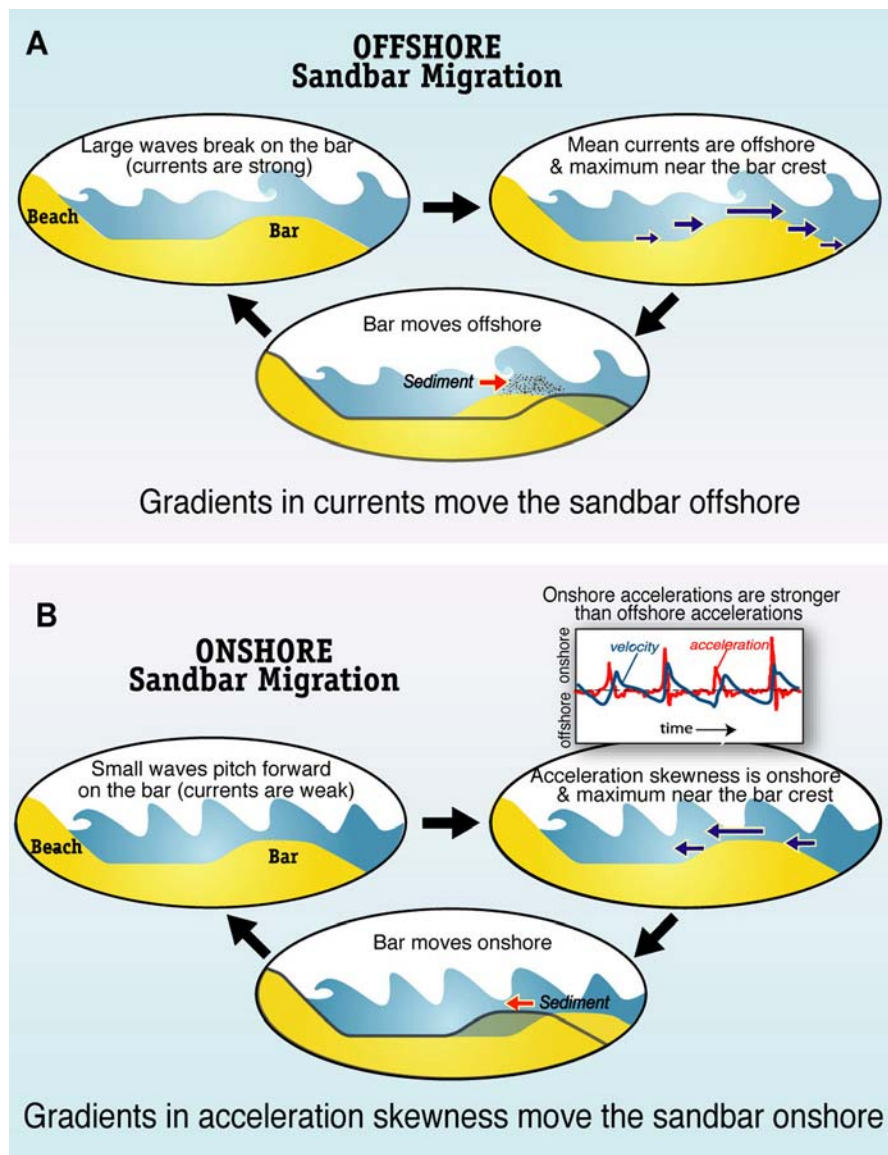 A
OFFSHORE
Sandbar Migration
Large waves break on the bar
(currents are strong)
Beach
Bar
Mean currents are offshore
& maximum near the bar crest
Bar moves offshore
Sediment
Gradients in currents move the sandbar offshore
B
ONSHORE
Sandbar Migration
Onshore accelerations are stronger
than offshore accelerations
onshore
offshore
velocity
acceleration
time
Small waves pitch forward
on the bar (currents are weak)
Beach
Bar
Acceleration skewness is onshore
& maximum near the bar crest
Bar moves onshore
Sediment
Gradients in acceleration skewness move the sandbar onshore